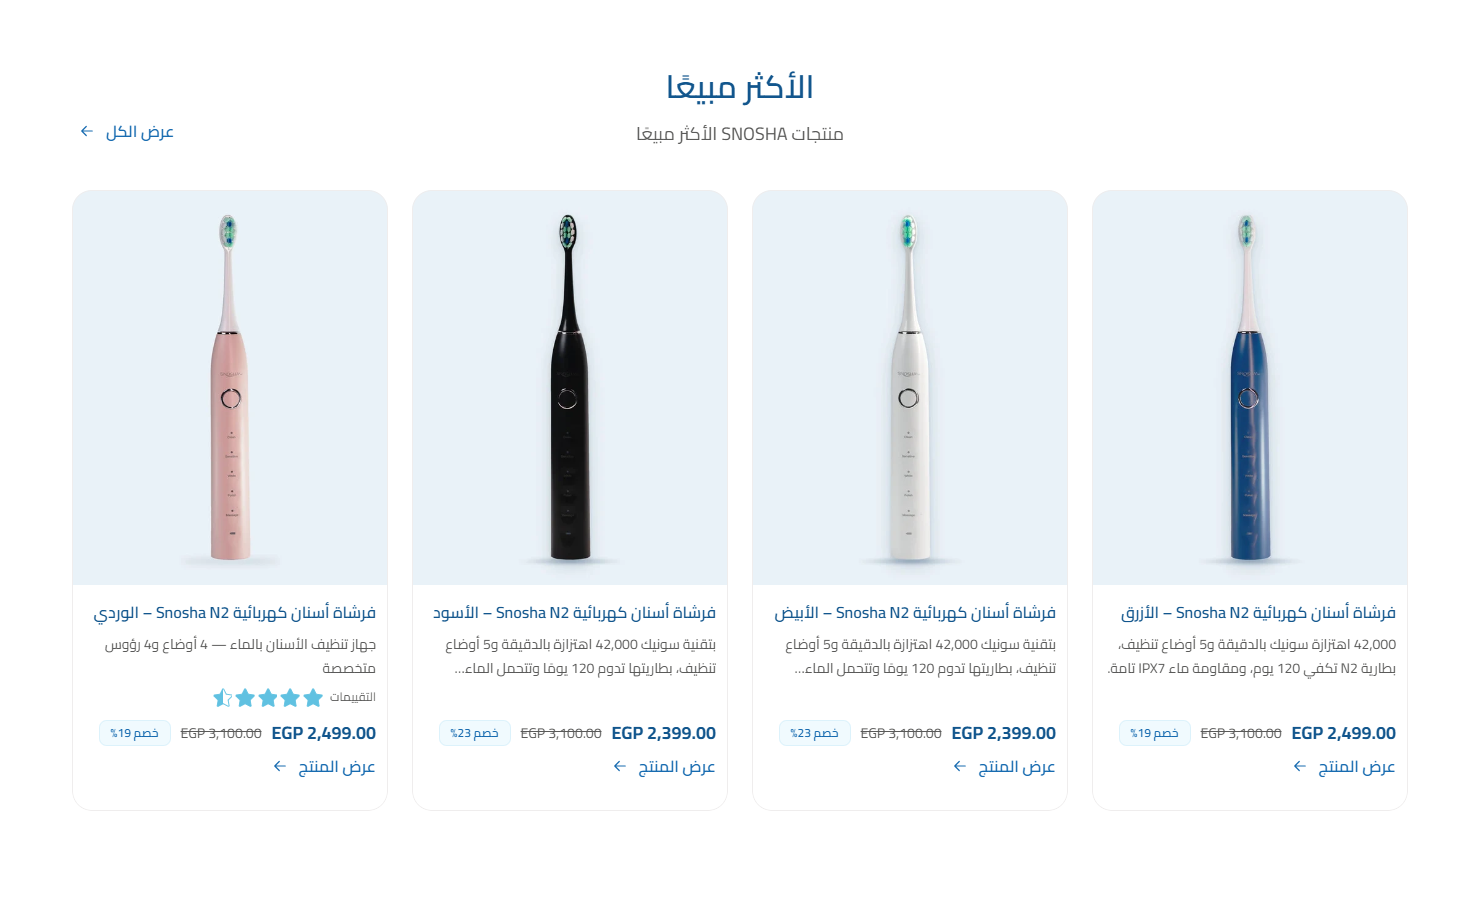 الأكثر مبيعًا
منتجات SNOSHA الأكثر مبيعًا
عرض الكل ←
فرشاة أسنان كهربائية Snosha N2 – الأزرق
42,000 اهتزازة سونيك بالدقيقة و5 أوضاع تنظيف،
بطارية N2 تكفي 120 يوم، ومقاومة ماء IPX7 تامة.
EGP 2,499.00 EGP 3,100.00 خصم 19%
عرض المنتج ←
فرشاة أسنان كهربائية Snosha N2 – الأبيض
بتقنية سونيك 42,000 اهتزازة بالدقيقة و5 أوضاع
تنظيف، بطاريتها تدوم 120 يومًا وتتحمل الماء...
EGP 2,399.00 EGP 3,100.00 خصم 23%
عرض المنتج ←
فرشاة أسنان كهربائية Snosha N2 – الأسود
بتقنية سونيك 42,000 اهتزازة بالدقيقة و5 أوضاع
تنظيف، بطاريتها تدوم 120 يومًا وتتحمل الماء...
EGP 2,399.00 EGP 3,100.00 خصم 23%
عرض المنتج ←
فرشاة أسنان كهربائية Snosha N2 – الوردي
جهاز تنظيف الأسنان بالماء — 4 أوضاع و4 رؤوس
متخصصة
التقييمات
EGP 2,499.00 EGP 3,100.00 خصم 19%
عرض المنتج ←